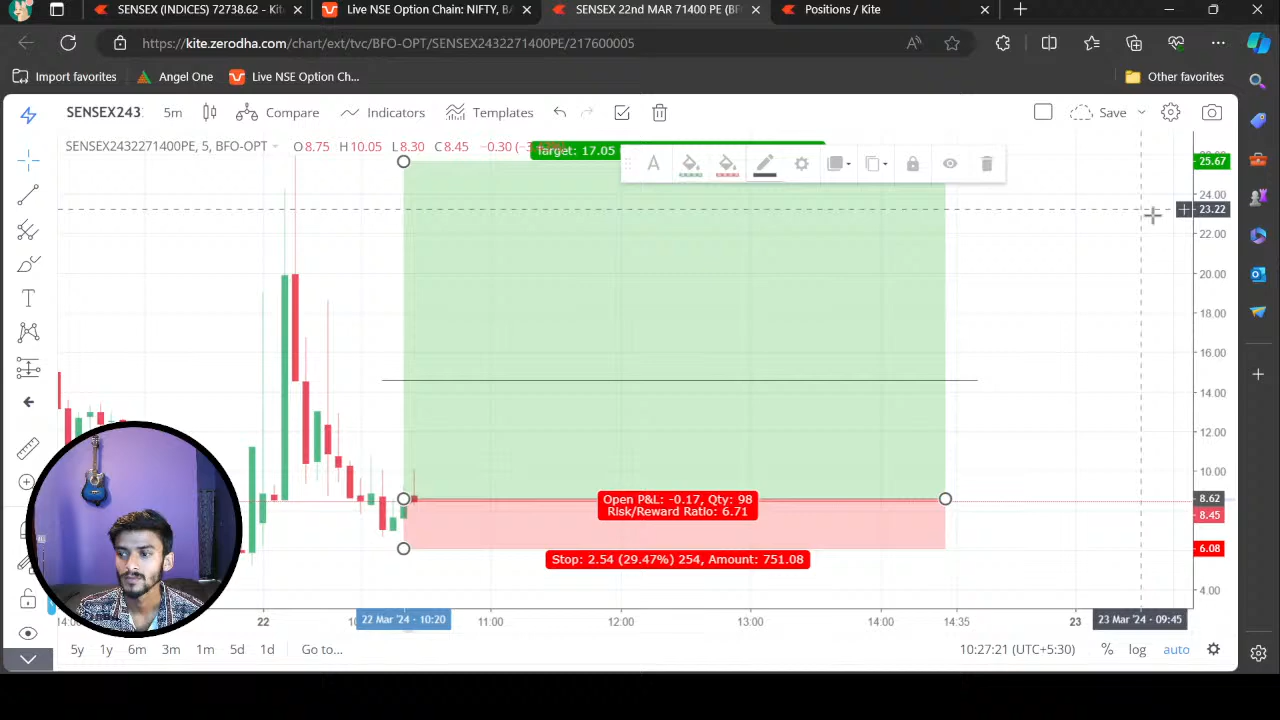 SENSEX (INDICES) 72738.62 - Kit
Live NSE Option Chain: NIFTY, BA
SENSEX 22nd MAR 71400 PE (BF
Positions / Kite
https://kite.zerodha.com/chart/ext/tvc/BFO-OPT/SENSEX2432271400PE/217600005
Import favorites
Angel One
Live NSE Option Ch...
Other favorites
SENSEX243
5m
Compare
Indicators
Templates
Save
SENSEX2432271400PE, 5, BFO-OPT
O8.75 H10.05 L8.30 C8.45 −0.30
Target: 17.05
25.67
24.00
23.22
22.00
20.00
18.00
16.00
14.00
12.00
10.00
8.62
8.45
6.08
4.00
Open P&L: -0.17, Qty: 98
Risk/Reward Ratio: 6.71
Stop: 2.54 (29.47%) 254, Amount: 751.08
22
22 Mar '24 - 10:20
11:00
12:00
13:00
14:00
14:35
23
23 Mar '24 - 09:45
5y 1y 6m 3m 1m 5d 1d Go to...
10:27:21 (UTC+5:30) % log auto